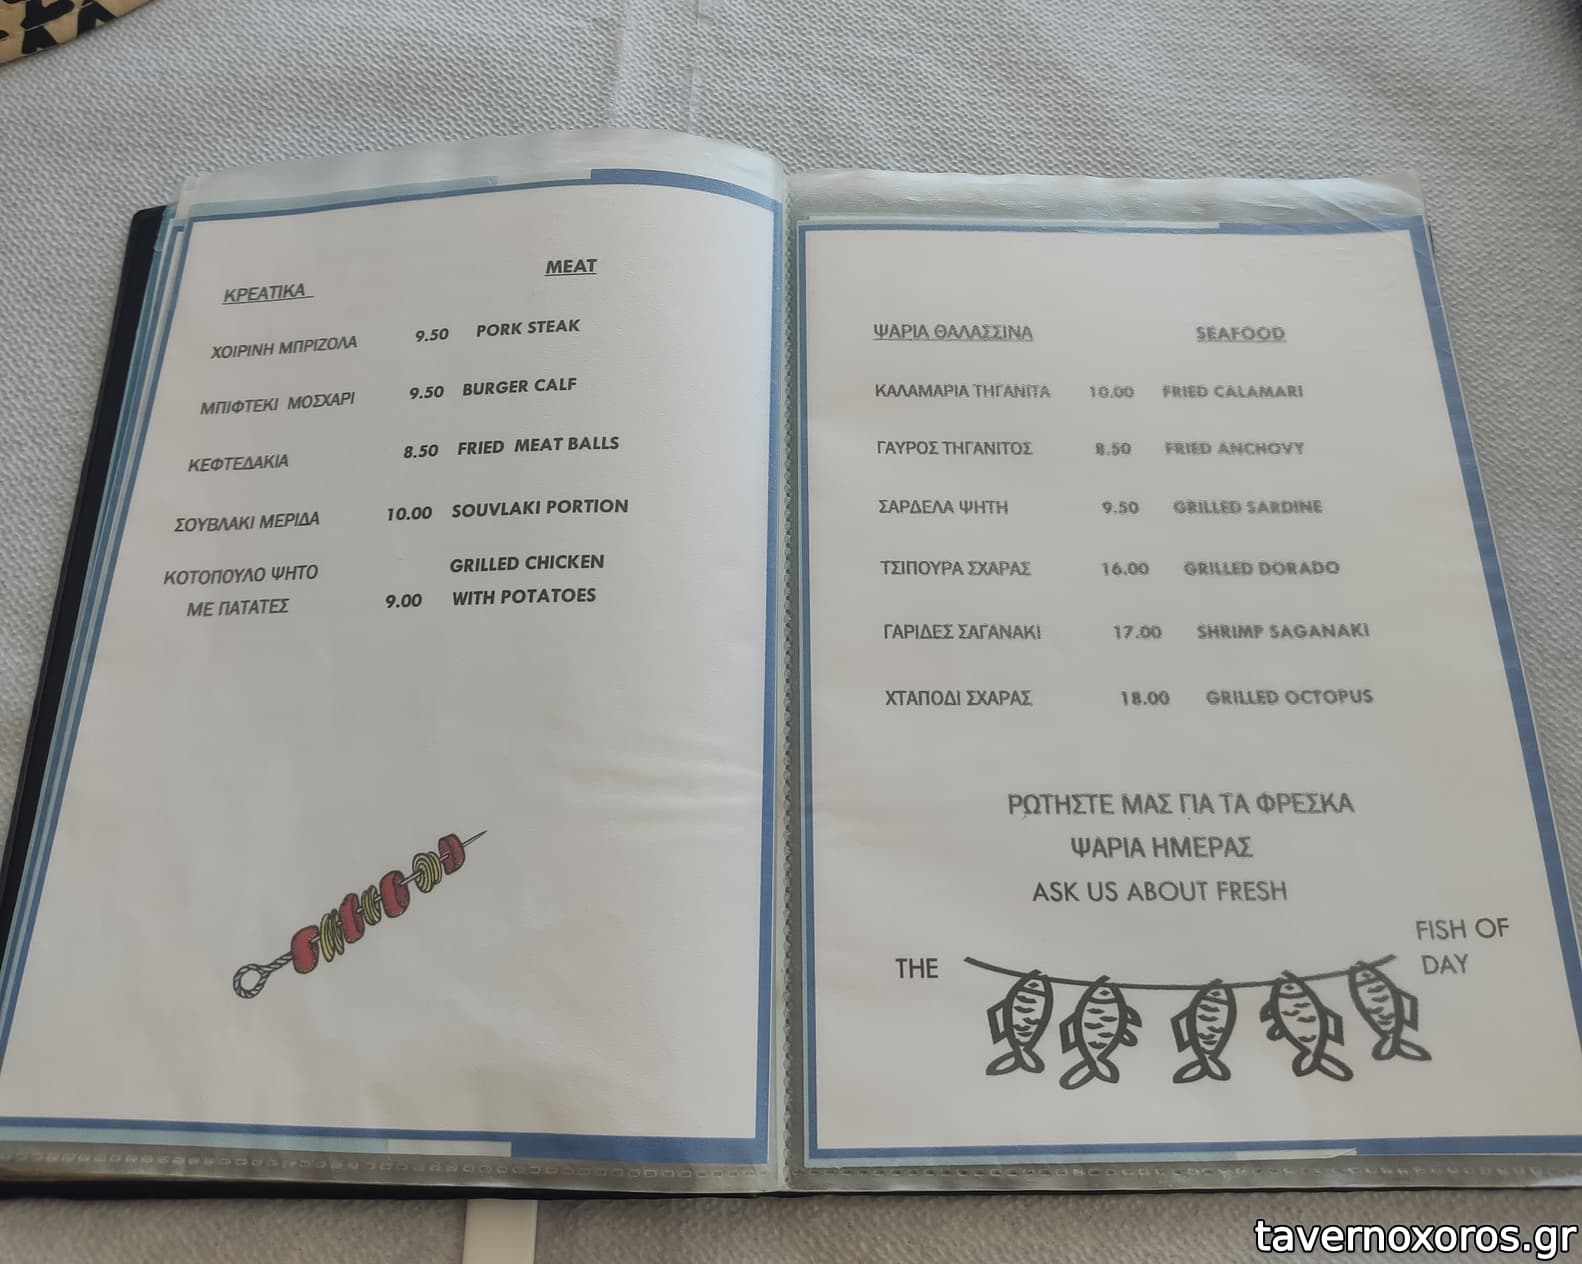 ΚΡΕΑΤΙΚΑ MEAT
ΧΟΙΡΙΝΗ ΜΠΡΙΖΟΛΑ 9.50 PORK STEAK
ΜΠΙΦΤΕΚΙ ΜΟΣΧΑΡΙ 9.50 BURGER CALF
ΚΕΦΤΕΔΑΚΙΑ 8.50 FRIED MEAT BALLS
ΣΟΥΒΛΑΚΙ ΜΕΡΙΔΑ 10.00 SOUVLAKI PORTION
ΚΟΤΟΠΟΥΛΟ ΨΗΤΟ GRILLED CHICKEN
ΜΕ ΠΑΤΑΤΕΣ 9.00 WITH POTATOES
ΨΑΡΙΑ ΘΑΛΑΣΣΙΝΑ SEAFOOD
ΚΑΛΑΜΑΡΙΑ ΤΗΓΑΝΙΤΑ 10.00 FRIED CALAMARI
ΓΑΥΡΟΣ ΤΗΓΑΝΙΤΟΣ 8.50 FRIED ANCHOVY
ΣΑΡΔΕΛΑ ΨΗΤΗ 9.50 GRILLED SARDINE
ΤΣΙΠΟΥΡΑ ΣΧΑΡΑΣ 16.00 GRILLED DORADO
ΓΑΡΙΔΕΣ ΣΑΓΑΝΑΚΙ 17.00 SHRIMP SAGANAKI
ΧΤΑΠΟΔΙ ΣΧΑΡΑΣ 18.00 GRILLED OCTOPUS
ΡΩΤΗΣΤΕ ΜΑΣ ΓΙΑ ΤΑ ΦΡΕΣΚΑ
ΨΑΡΙΑ ΗΜΕΡΑΣ
ASK US ABOUT FRESH
FISH OF
THE DAY
tavernoxoros.gr